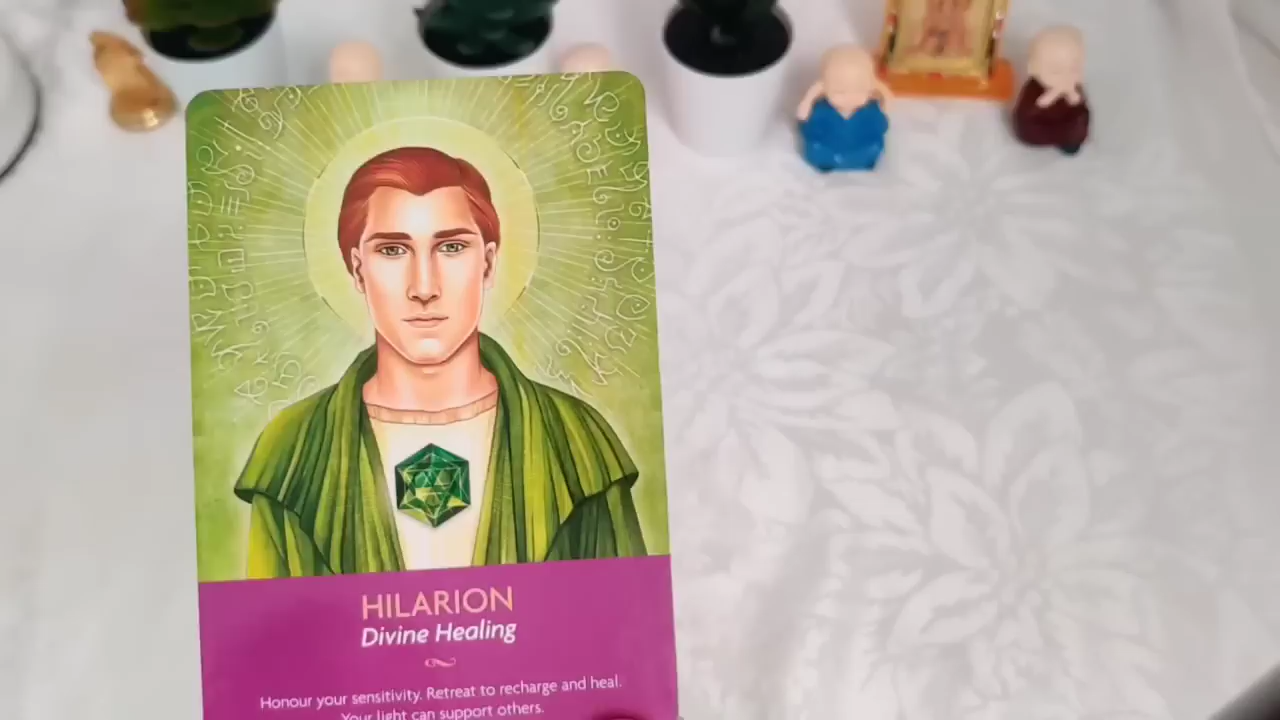 HILARION
Divine Healing
Honour your sensitivity. Retreat to recharge and heal.
Your light can support others.